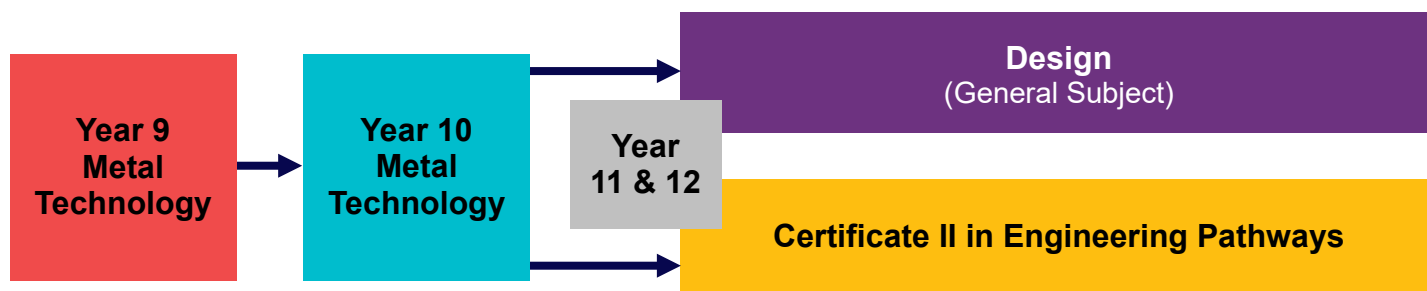 Year 9
Metal
Technology
Year 10
Metal
Technology
Year
11 & 12
Design
(General Subject)
Certificate II in Engineering Pathways